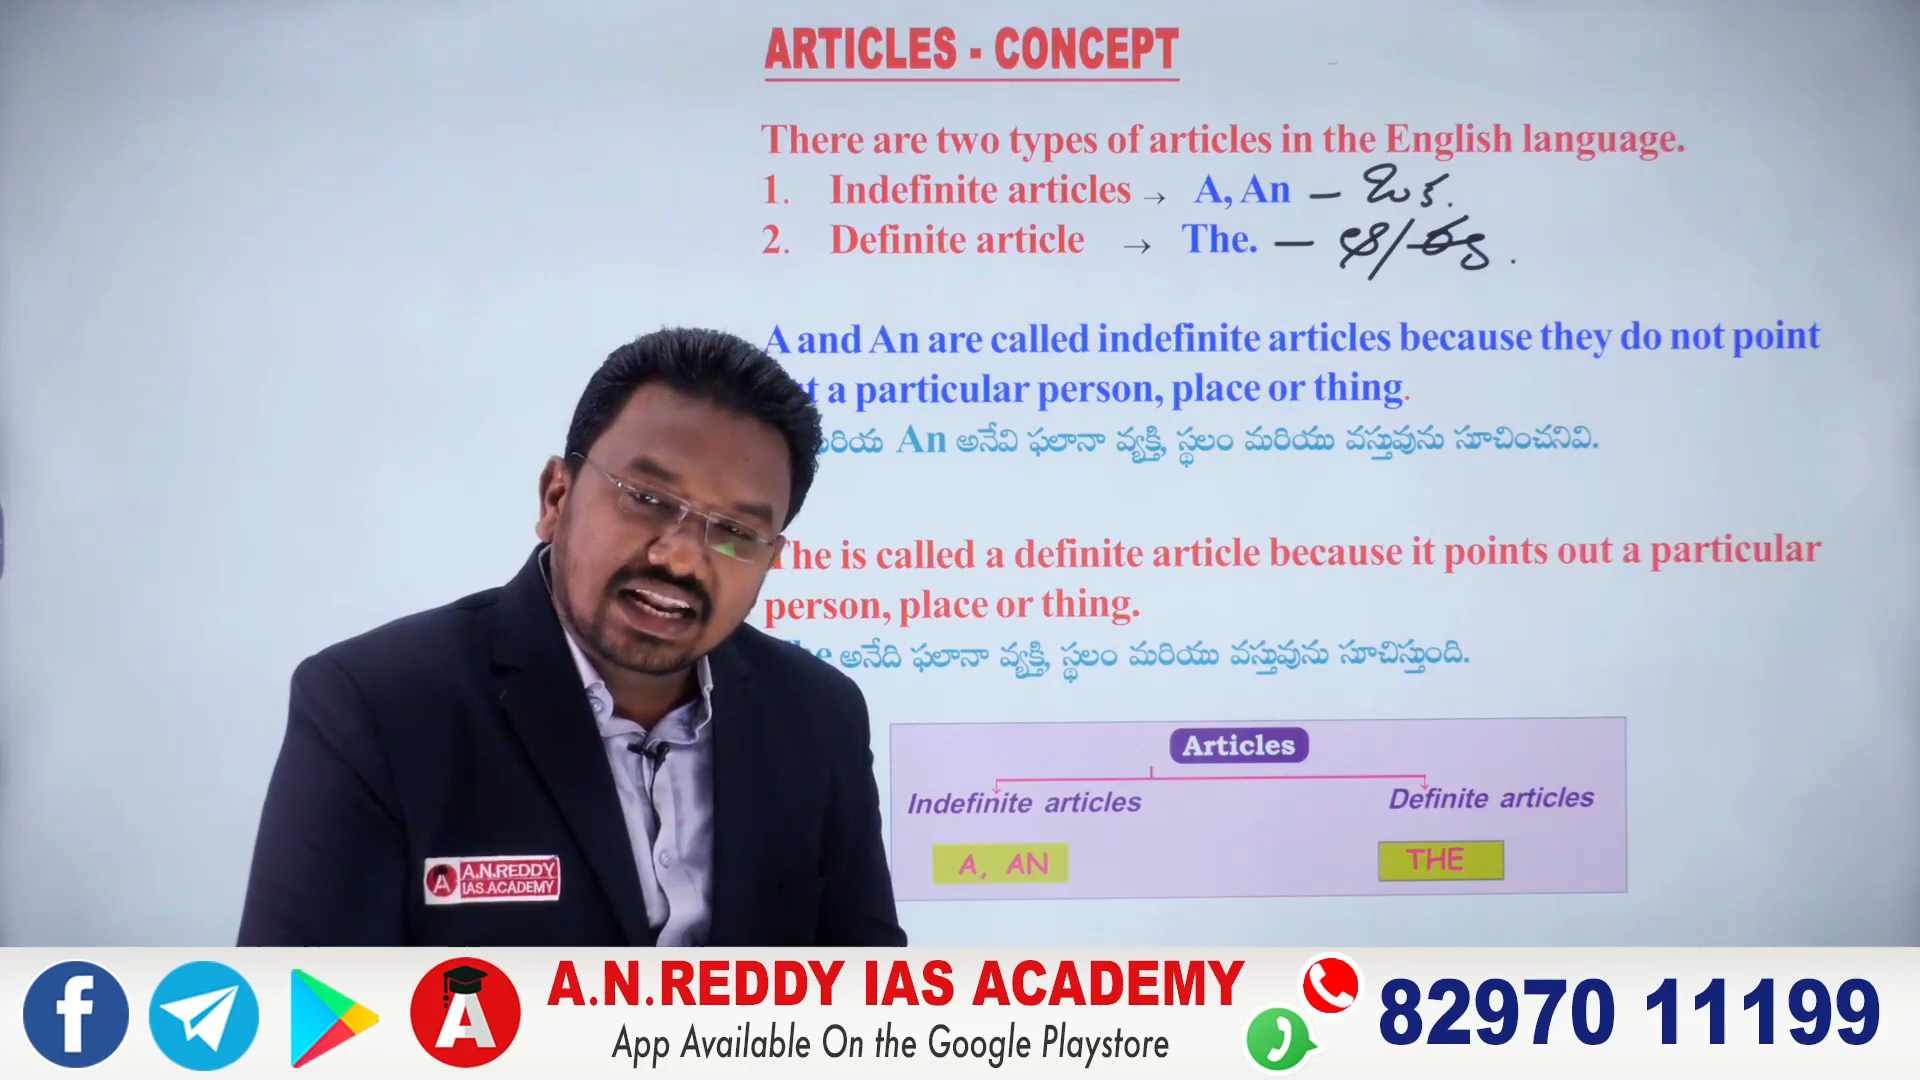 ARTICLES - CONCEPT
There are two types of articles in the English language.
1. Indefinite articles → A, An – ఒక.
2. Definite article → The. – ఆ/ఈ
A and An are called indefinite articles because they do not point
a particular person, place or thing.
An అనేవి ఫలానా వ్యక్తి, స్థలం మరియు వస్తువును సూచించనివి.
The is called a definite article because it points out a particular
person, place or thing.
The అనేది ఫలానా వ్యక్తి, స్థలం మరియు వస్తువును సూచిస్తుంది.
Articles
Indefinite articles Definite articles
A, AN THE
A.N.REDDY
IAS ACADEMY
A.N.REDDY IAS ACADEMY
App Available On the Google Playstore
82970 11199